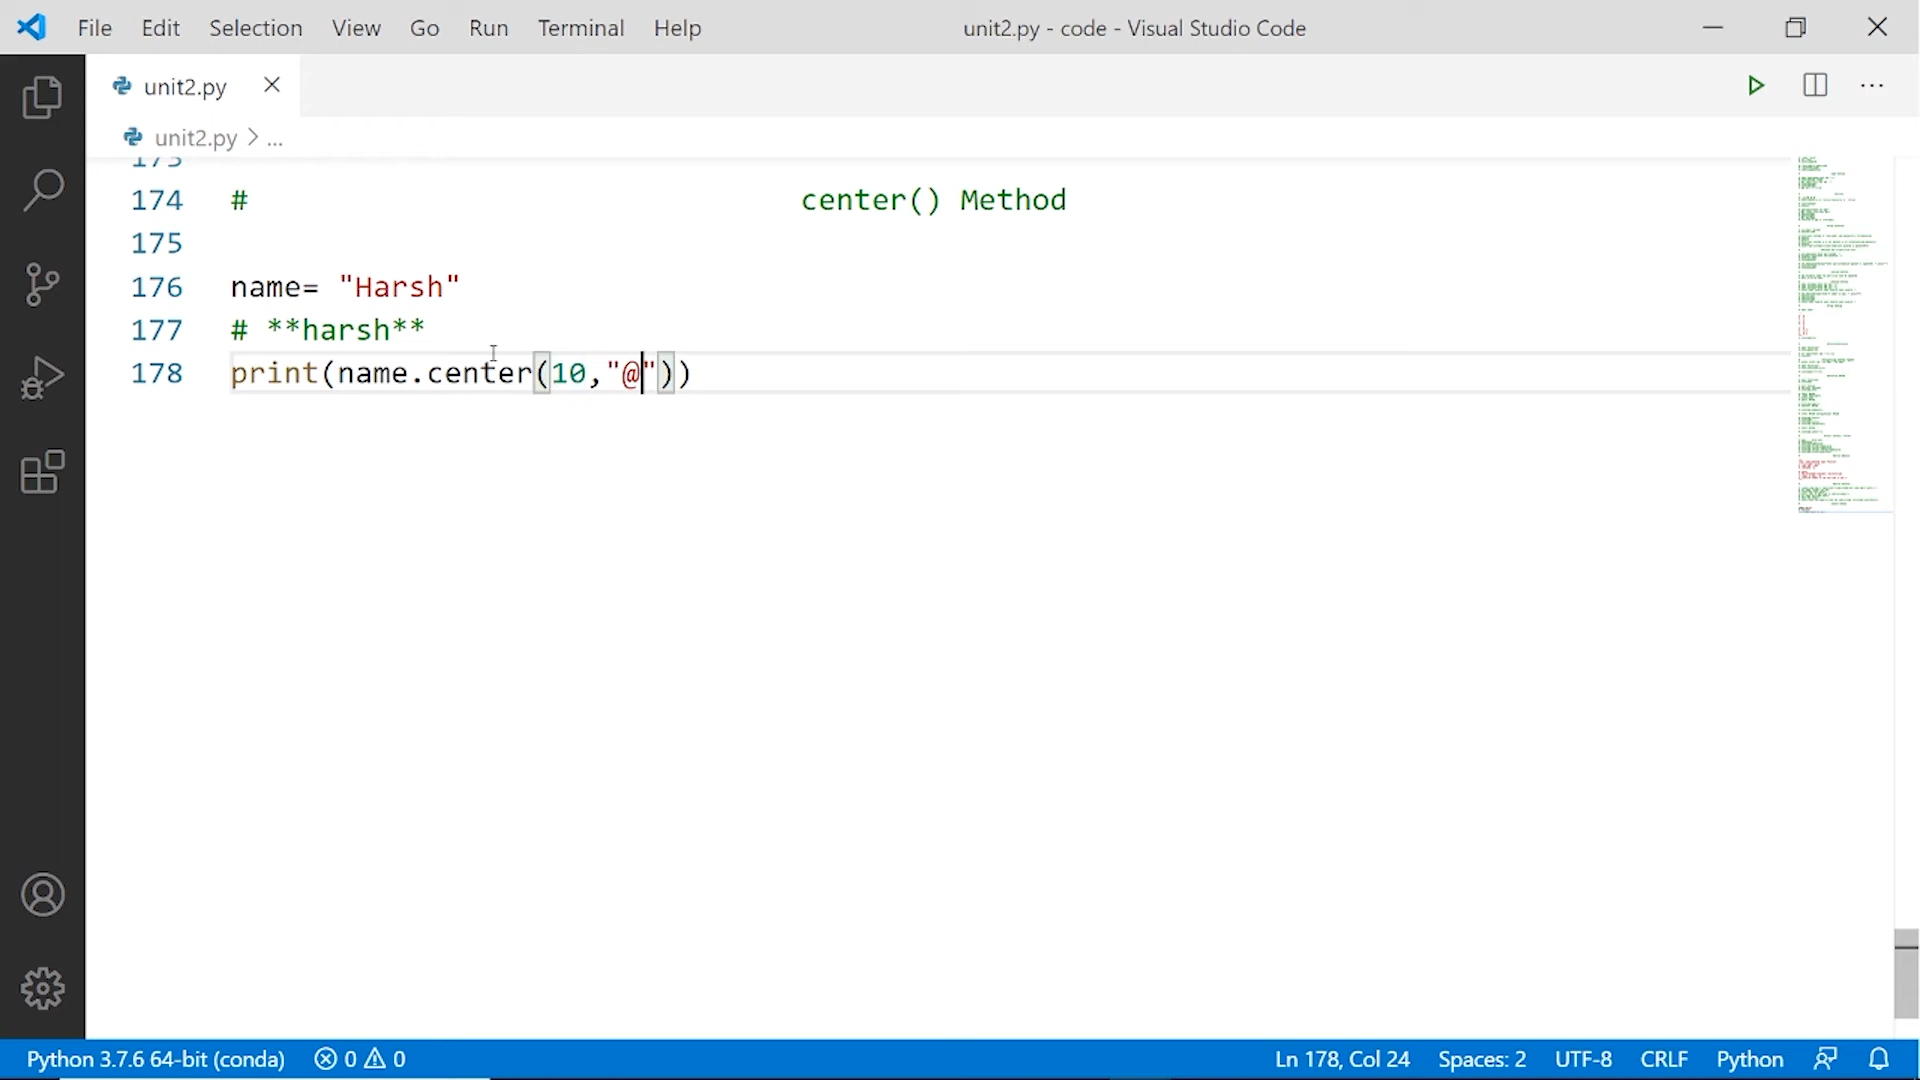 File Edit Selection View Go Run Terminal Help unit2.py - code - Visual Studio Code
unit2.py
unit2.py > ...
173
174 # center() Method
175
176 name= "Harsh"
177 # **harsh**
178 print(name.center(10,"@"))
Python 3.7.6 64-bit (conda) 0 0 Ln 178, Col 24 Spaces: 2 UTF-8 CRLF Python